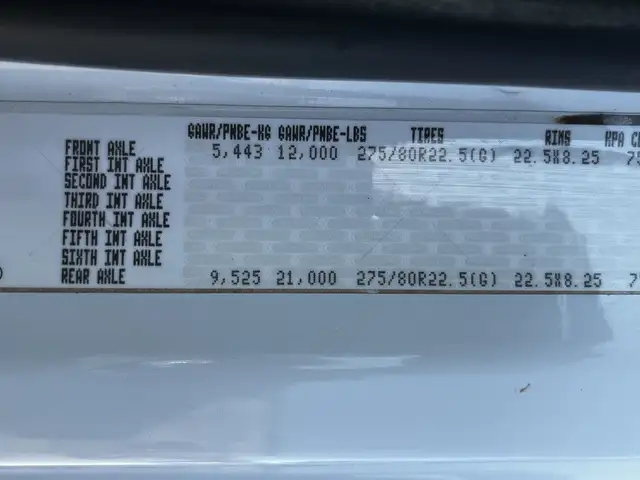 GAWR/PNBE-KG GAWR/PNBE-LBS TIRES RIMS KPA
FRONT AXLE 5,443 12,000 275/80R22.5(G) 22.5X8.25
FIRST INT AXLE
SECOND INT AXLE
THIRD INT AXLE
FOURTH INT AXLE
FIFTH INT AXLE
SIXTH INT AXLE
REAR AXLE 9,525 21,000 275/80R22.5(G) 22.5X8.25